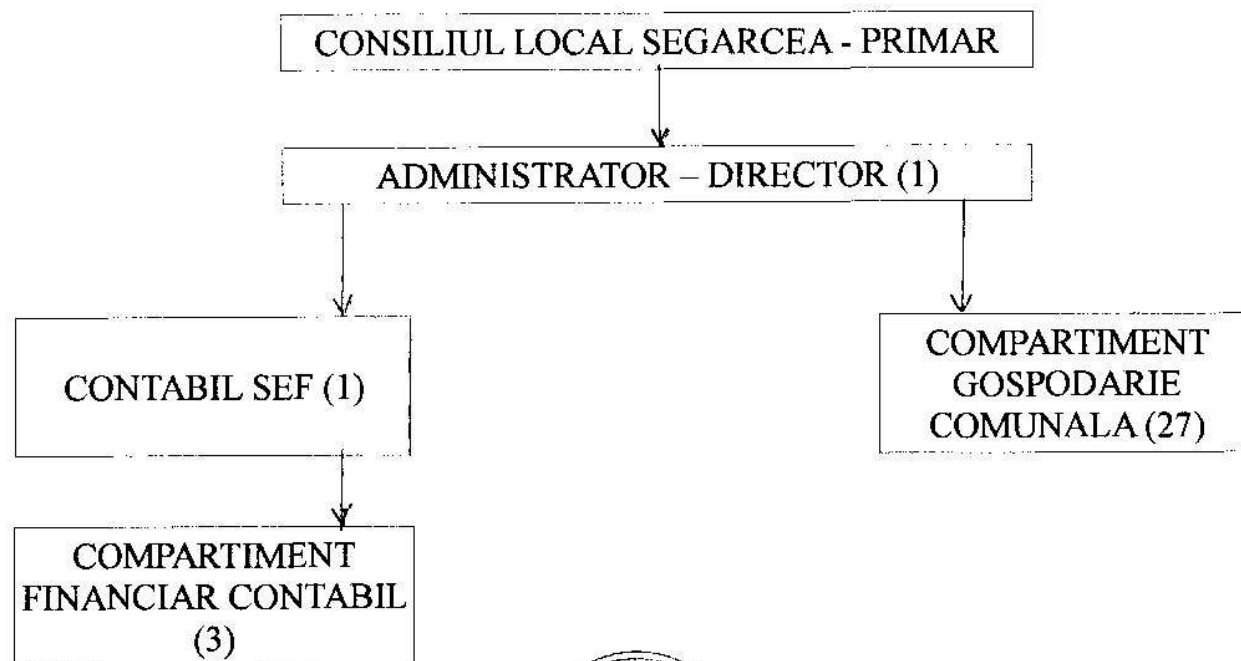 CONSILIUL LOCAL SEGARCEA - PRIMAR
ADMINISTRATOR – DIRECTOR (1)
CONTABIL SEF (1)
COMPARTIMENT
GOSPODARIE
COMUNALA (27)
COMPARTIMENT
FINANCIAR CONTABIL
(3)